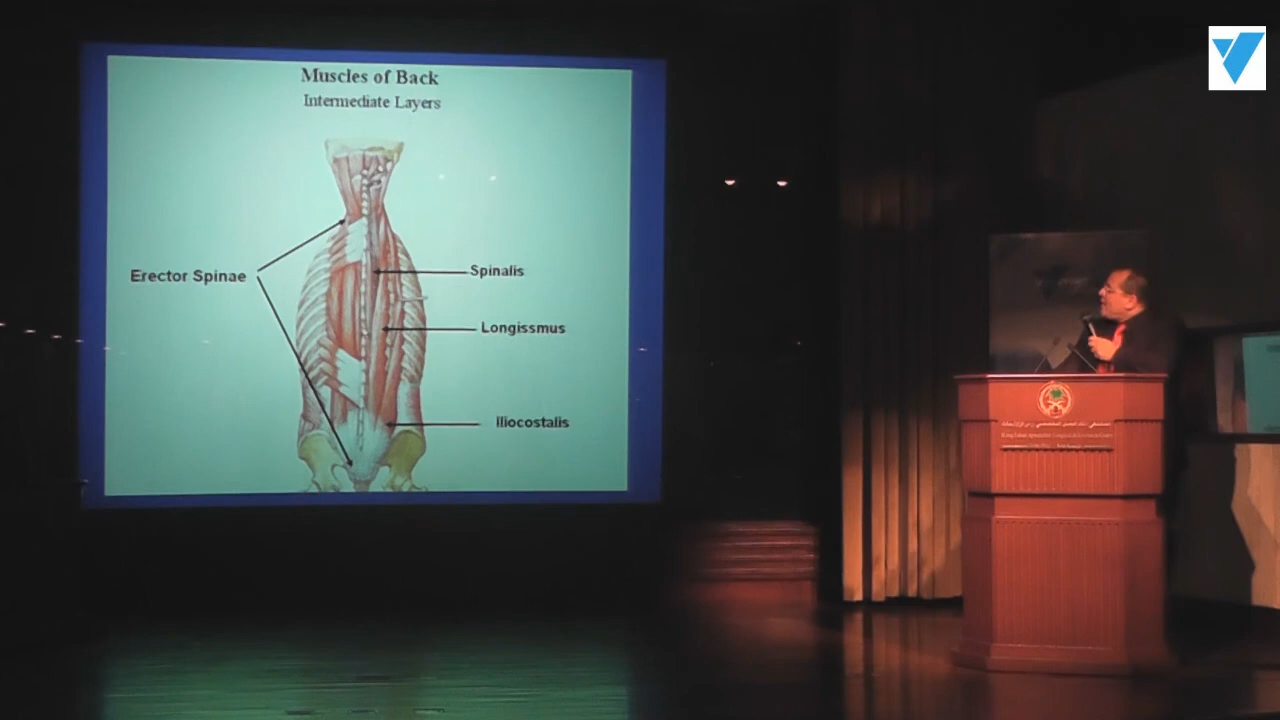 Muscles of Back
Intermediate Layers
Erector Spinae
Spinalis
Longissmus
Iliocostalis